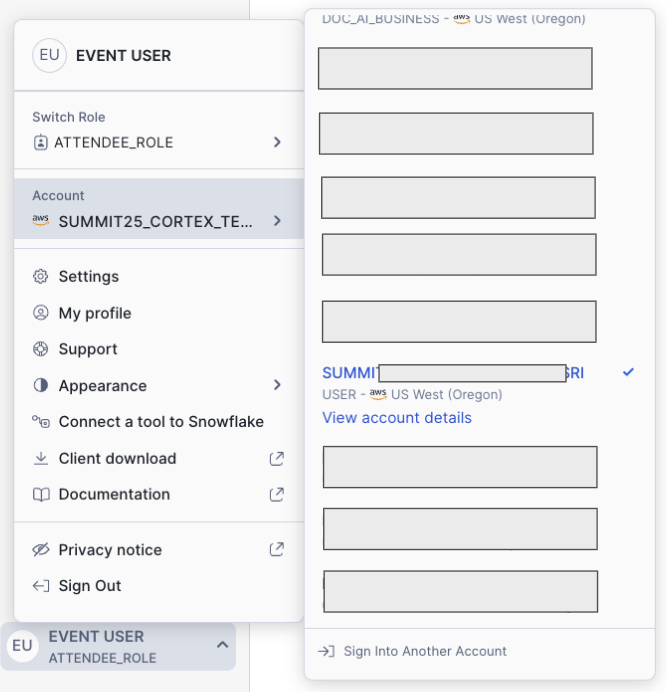 EU EVENT USER
Switch Role
ATTENDEE_ROLE
Account
aws SUMMIT25_CORTEX_TE...
Settings
My profile
Support
Appearance
Connect a tool to Snowflake
Client download
Documentation
Privacy notice
Sign Out
EU EVENT USER
ATTENDEE_ROLE
DOC_AI_BUSINESS - aws US West (Oregon)
SUMMIT SRI
USER - aws US West (Oregon)
View account details
Sign Into Another Account